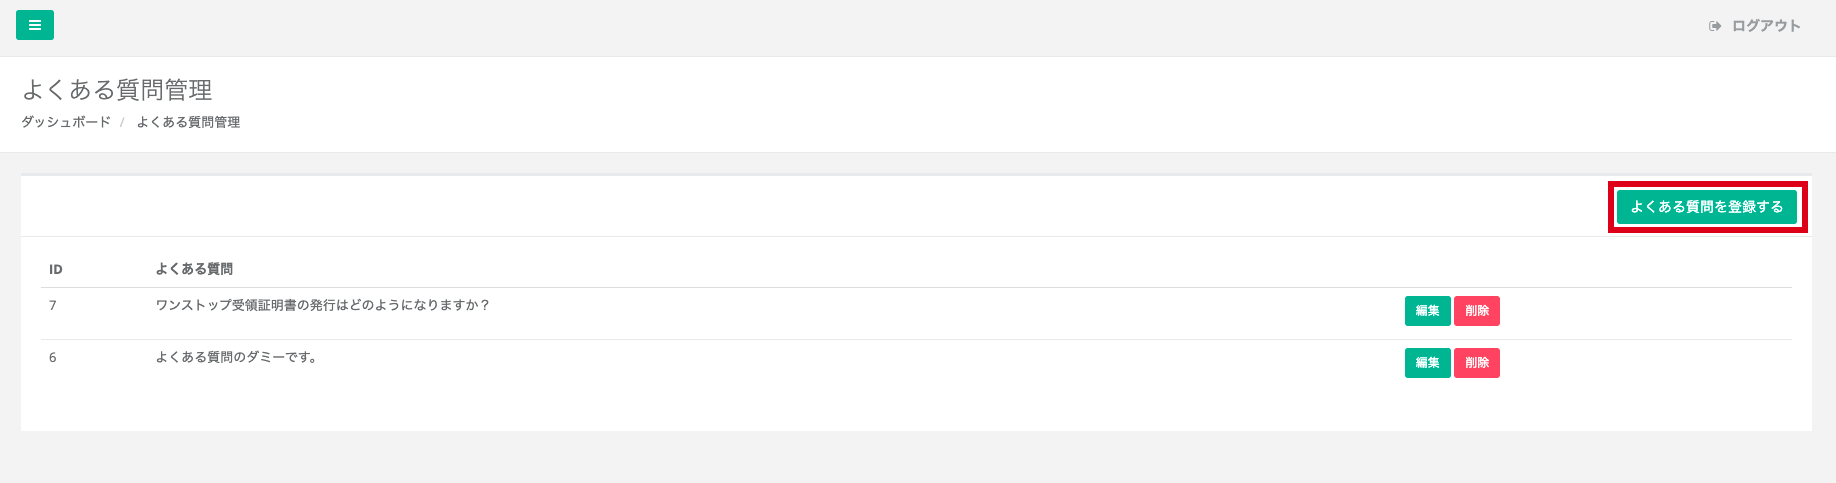 ログアウト
よくある質問管理
ダッシュボード / よくある質問管理
よくある質問を登録する
ID よくある質問
7 ワンストップ受領証明書の発行はどのようになりますか？ 編集 削除
6 よくある質問のダミーです。 編集 削除